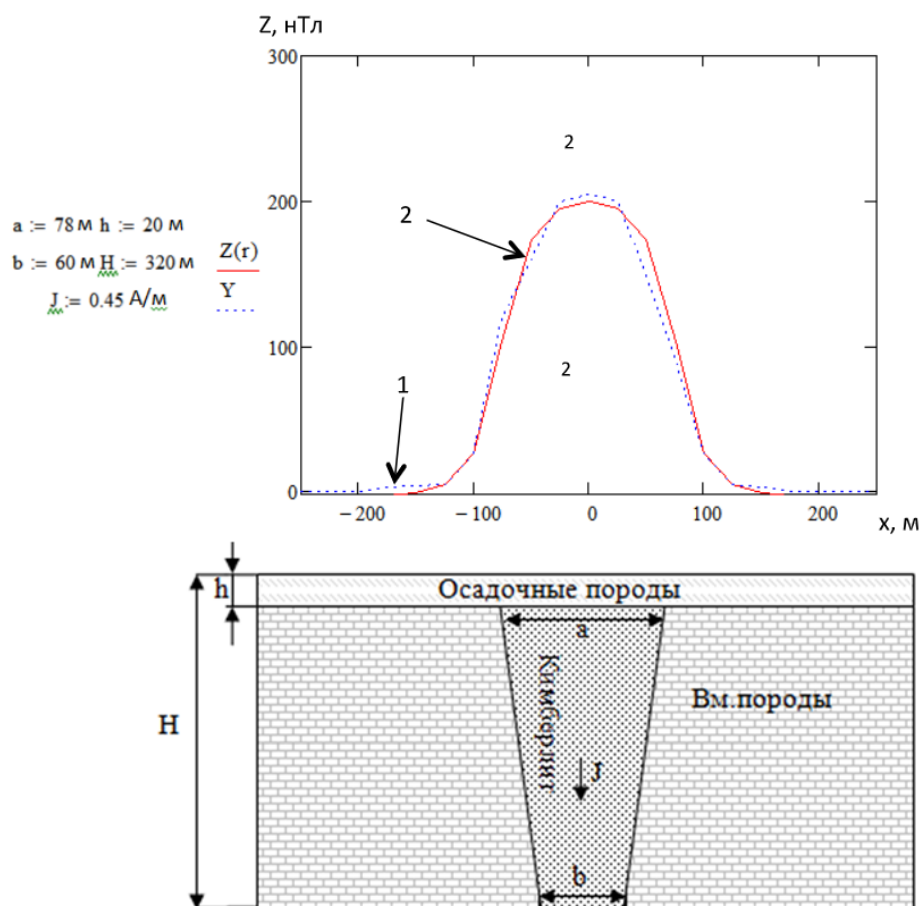 Z, нТл
300
2
a := 78 м h := 20 м
b := 60 м H := 320 м
J := 0.45 А/м
Z(r)
Y
200
2
100
2
1
0
−200
−100
0
100
200
x, м
h
Осадочные породы
a
Кимберлит
Вм.породы
H
J
b